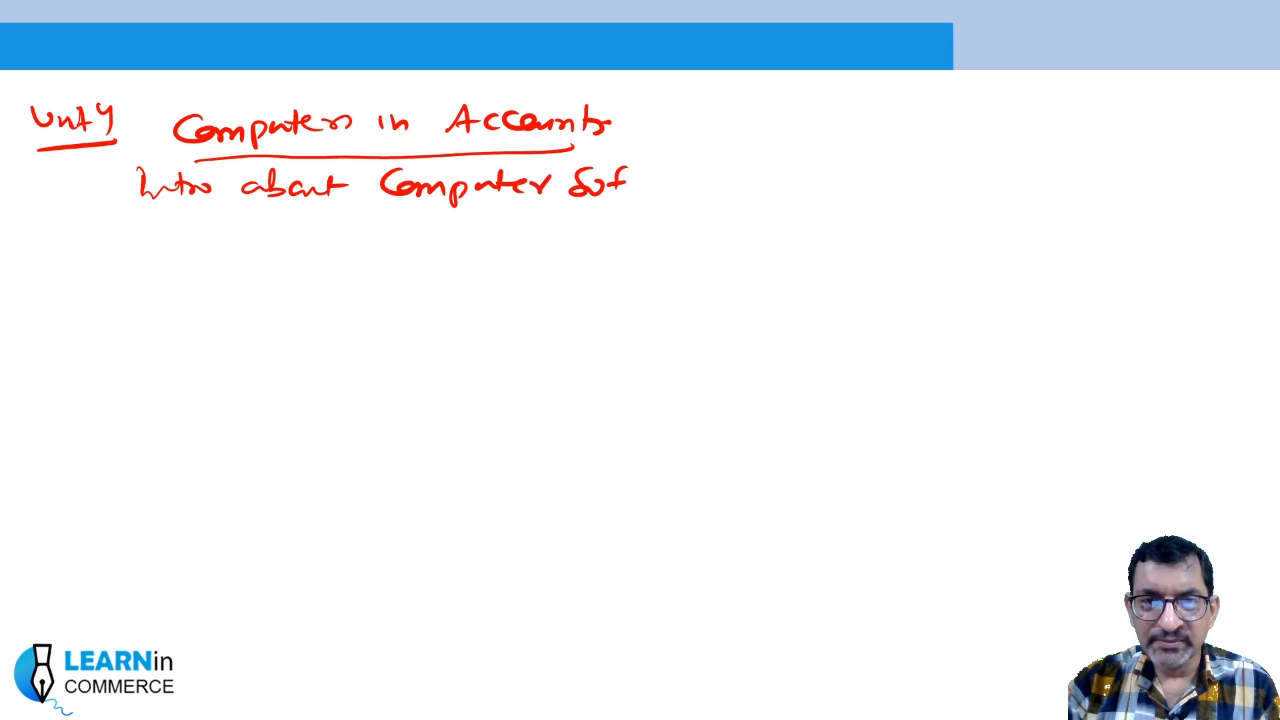 Unit 4 Computers in Accounts
Intro about Computer Sof
LEARNin
COMMERCE